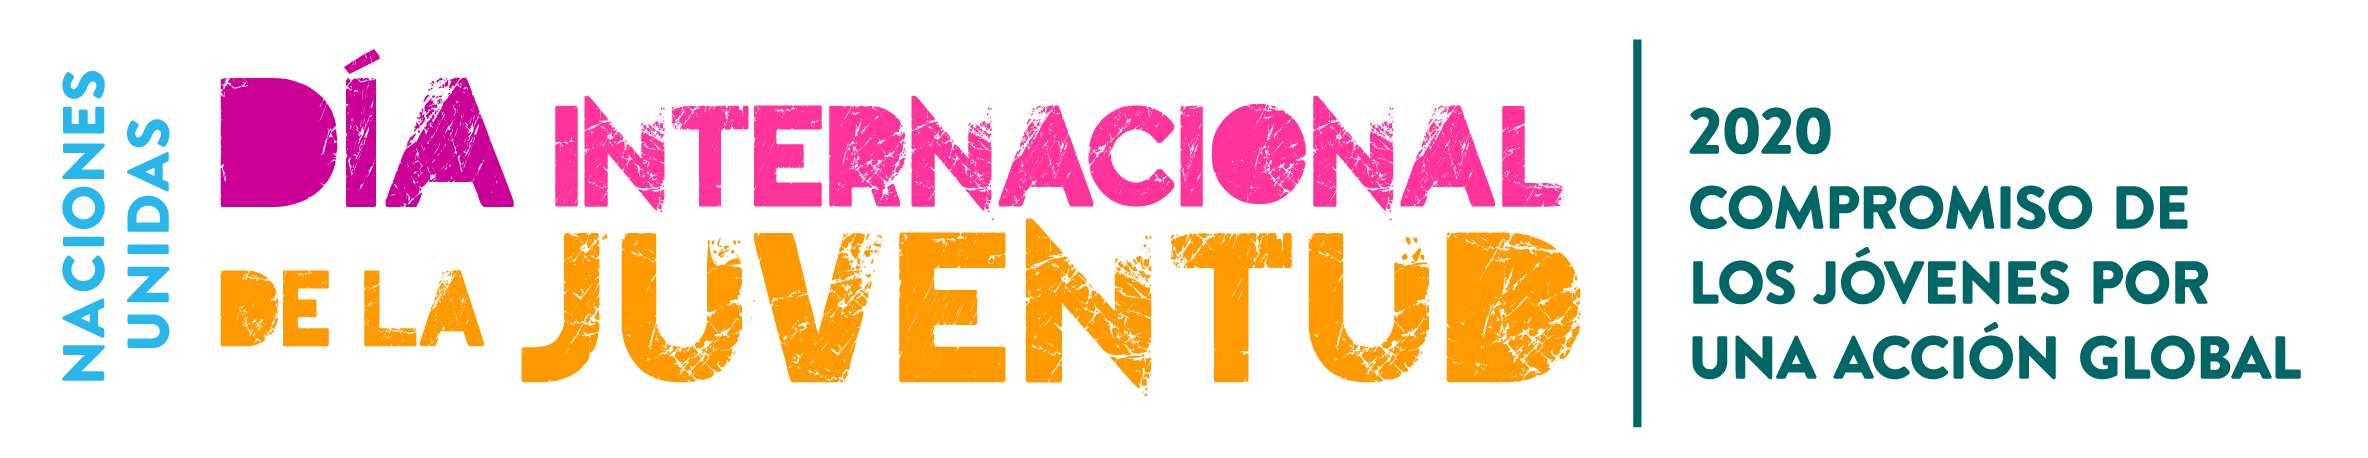 NACIONES
UNIDAS
DÍA INTERNACIONAL
DE LA JUVENTUD
2020
COMPROMISO DE
LOS JÓVENES POR
UNA ACCIÓN GLOBAL